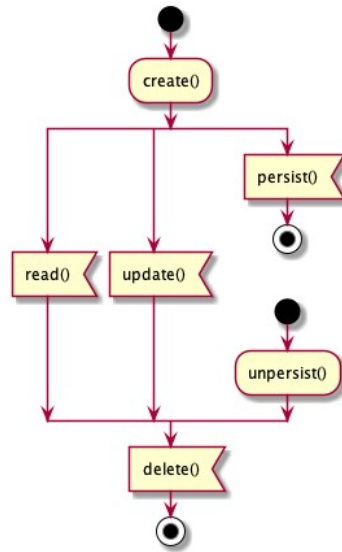 create()
persist()
read()
update()
unpersist()
delete()